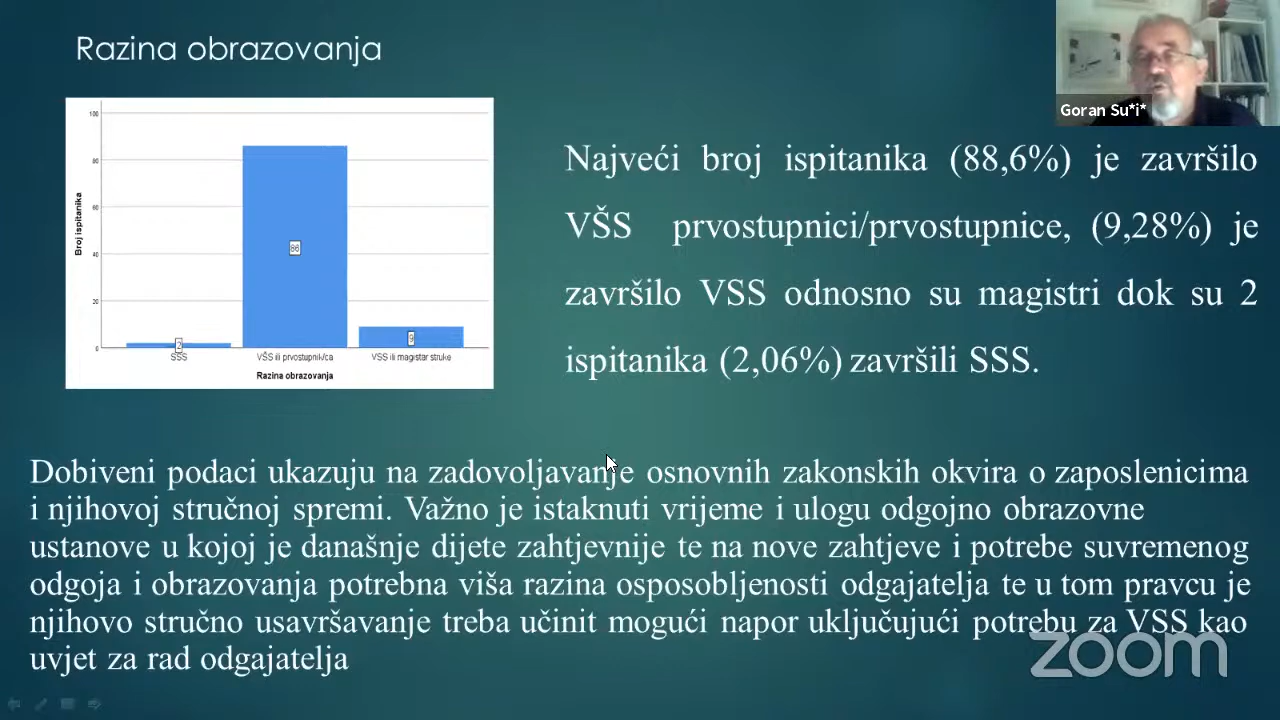 Razina obrazovanja
Goran Su*i*
100
80
60
40
20
0
Broj ispitanika
2
86
9
SSS
VŠS ili prvostupnik/ca
VSS ili magistar struke
Razina obrazovanja
Najveći broj ispitanika (88,6%) je završilo
VŠS prvostupnici/prvostupnice, (9,28%) je
završilo VSS odnosno su magistri dok su 2
ispitanika (2,06%) završili SSS.
Dobiveni podaci ukazuju na zadovoljavanje osnovnih zakonskih okvira o zaposlenicima
i njihovoj stručnoj spremi. Važno je istaknuti vrijeme i ulogu odgojno obrazovne
ustanove u kojoj je današnje dijete zahtjevnije te na nove zahtjeve i potrebe suvremenog
odgoja i obrazovanja potrebna viša razina osposobljenosti odgajatelja te u tom pravcu je
njihovo stručno usavršavanje treba učinit mogući napor uključujući potrebu za VSS kao
uvjet za rad odgajatelja
zoom